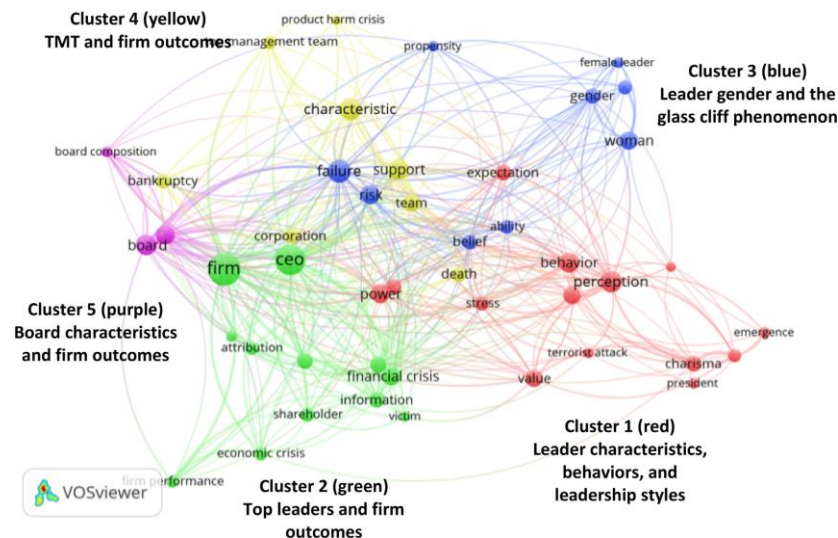 Cluster 4 (yellow)
TMT and firm outcomes
product harm crisis
management team
propensity
female leader
gender
Cluster 3 (blue)
Leader gender and the
glass cliff phenomenon
characteristic
woman
board composition
bankruptcy
failure
support
expectation
risk
team
ability
board
corporation
belief
firm
ceo
death
behavior
perception
power
stress
Cluster 5 (purple)
Board characteristics
and firm outcomes
attribution
emergence
terrorist attack
charisma
financial crisis
value
president
information
shareholder
victim
economic crisis
firm performance
VOSviewer
Cluster 2 (green)
Top leaders and firm
outcomes
Cluster 1 (red)
Leader characteristics,
behaviors, and
leadership styles